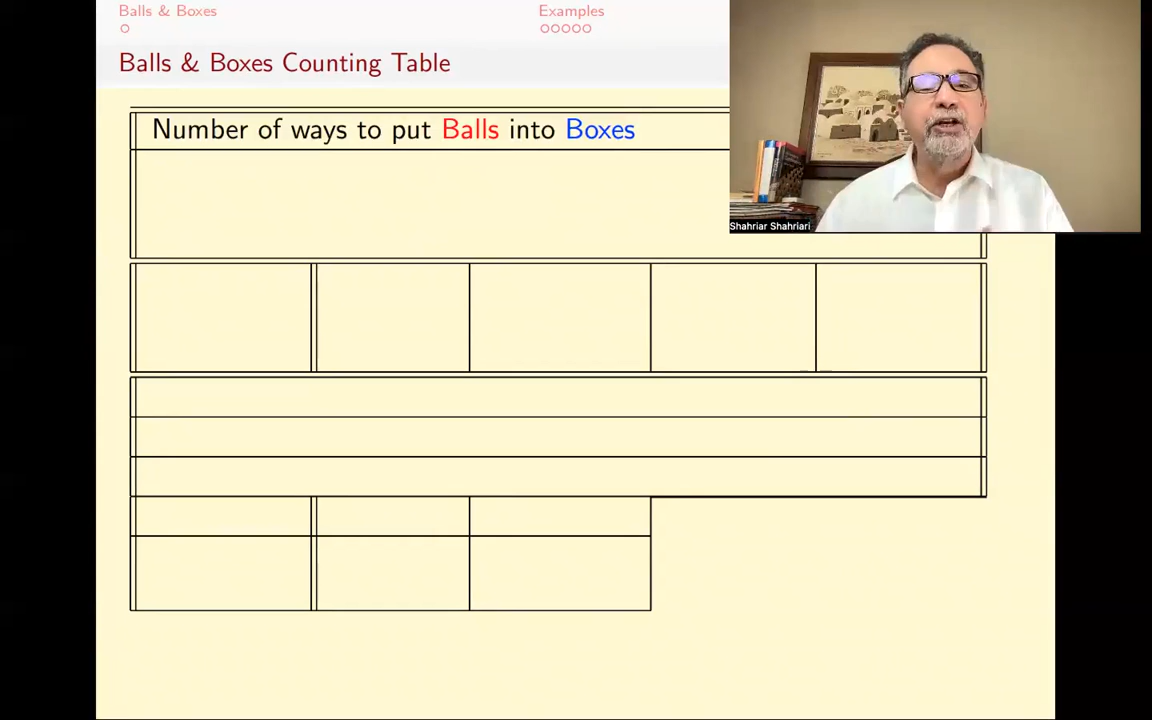 Balls & Boxes
Examples
Balls & Boxes Counting Table
Number of ways to put Balls into Boxes
Shahriar Shahriari